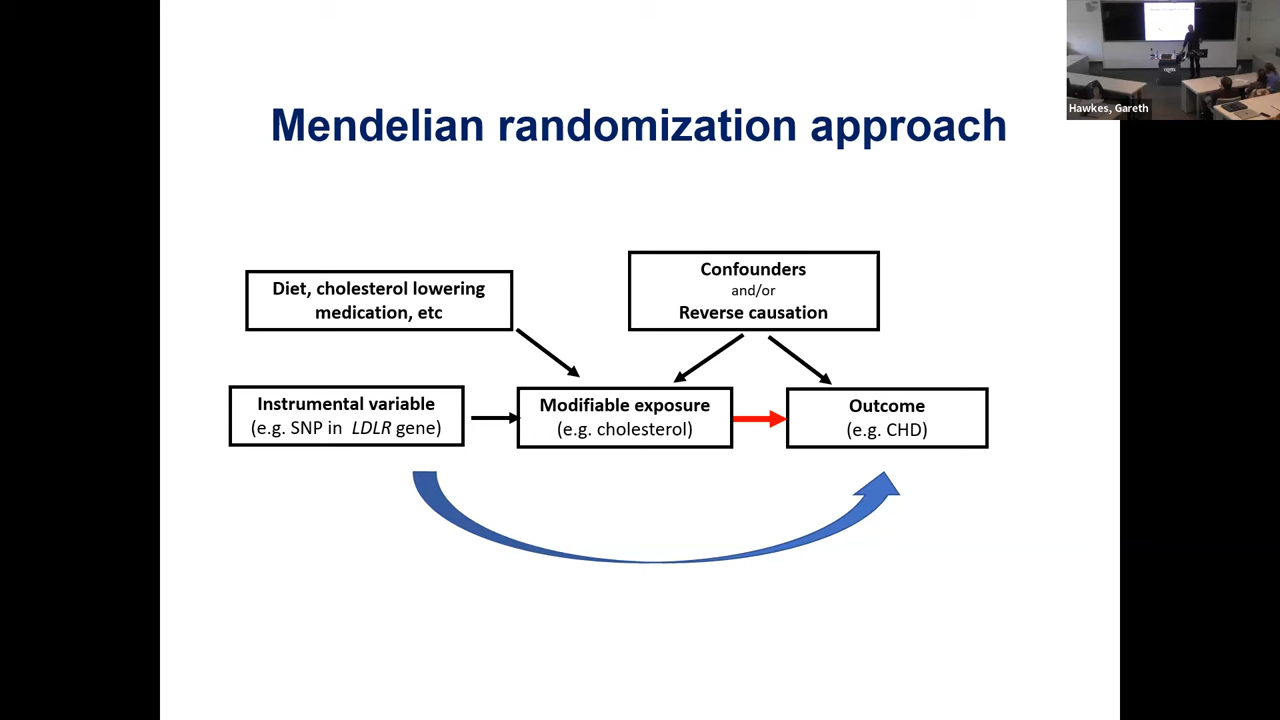 Hawkes, Gareth
Mendelian randomization approach
Diet, cholesterol lowering
medication, etc
Confounders
and/or
Reverse causation
Instrumental variable
(e.g. SNP in LDLR gene)
Modifiable exposure
(e.g. cholesterol)
Outcome
(e.g. CHD)